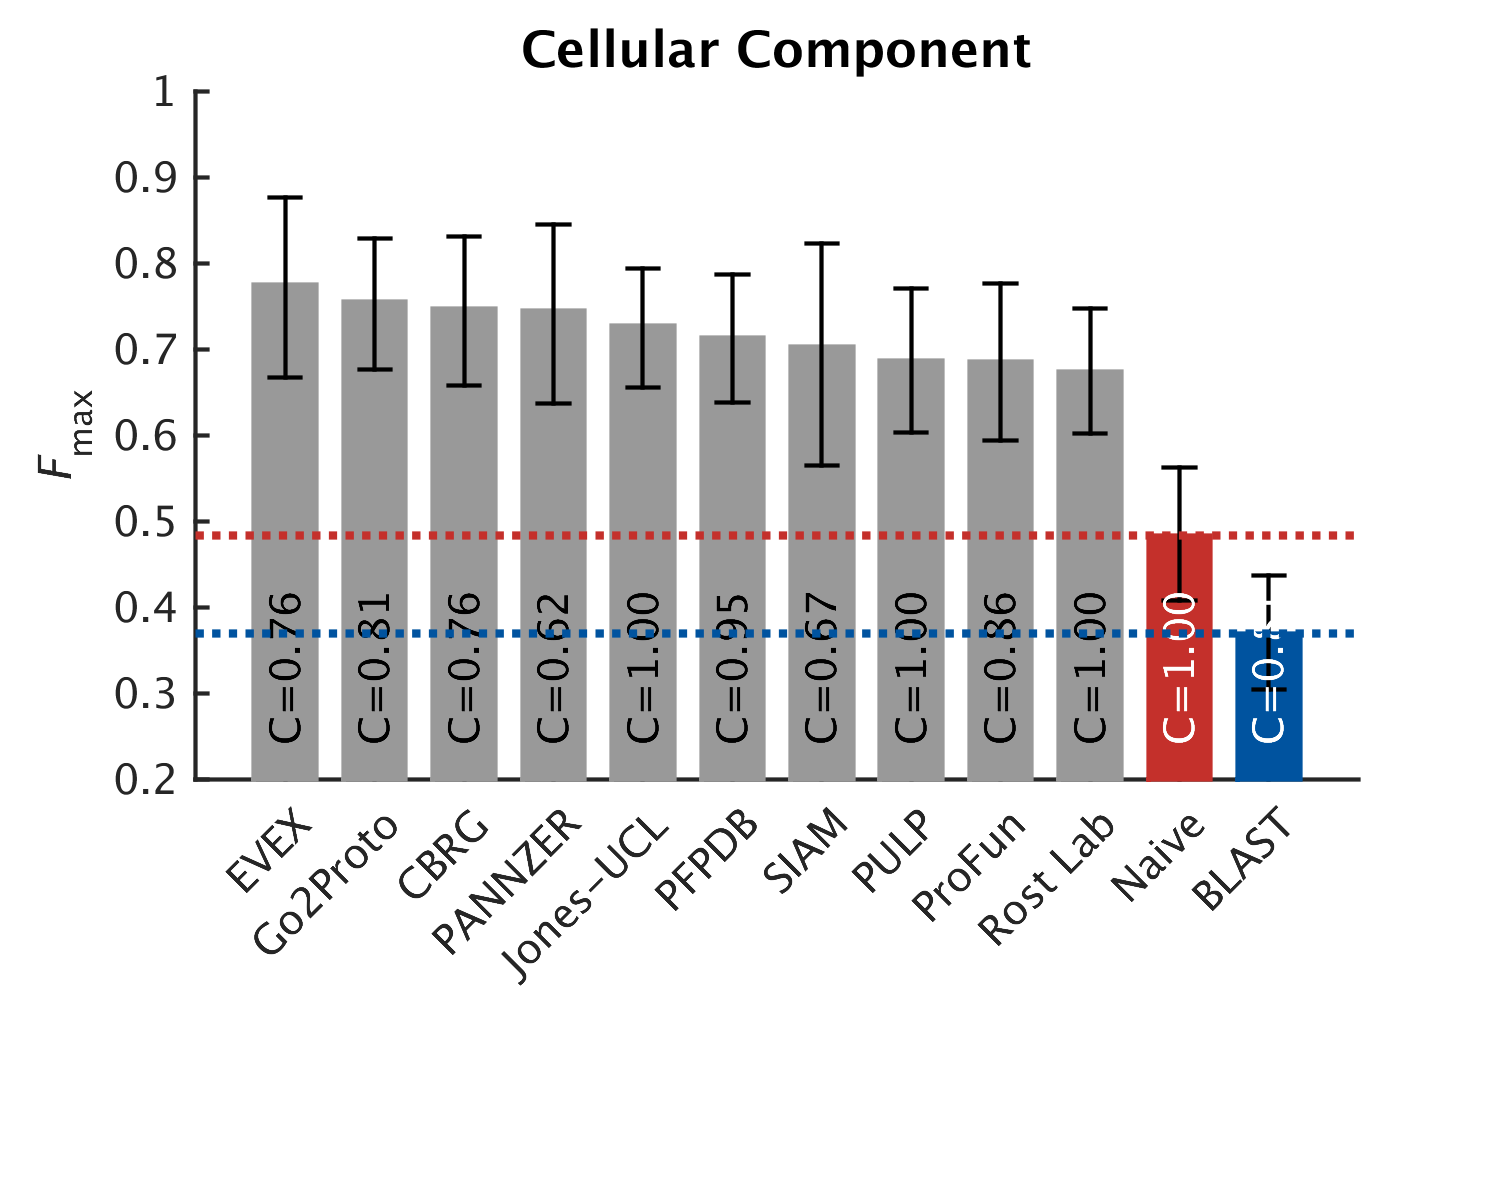 Cellular Component
1
0.9
0.8
0.7
0.6
0.5
0.4
0.3
0.2
Fmax
C=0.76
C=0.81
C=0.76
C=0.62
C=1.00
C=0.95
C=0.67
C=1.00
C=0.86
C=1.00
C=1.00
EVEX
Go2Proto
CBRG
PANNZER
Jones-UCL
PFPDB
SIAM
PULP
ProFun
Rost Lab
Naive
BLAST